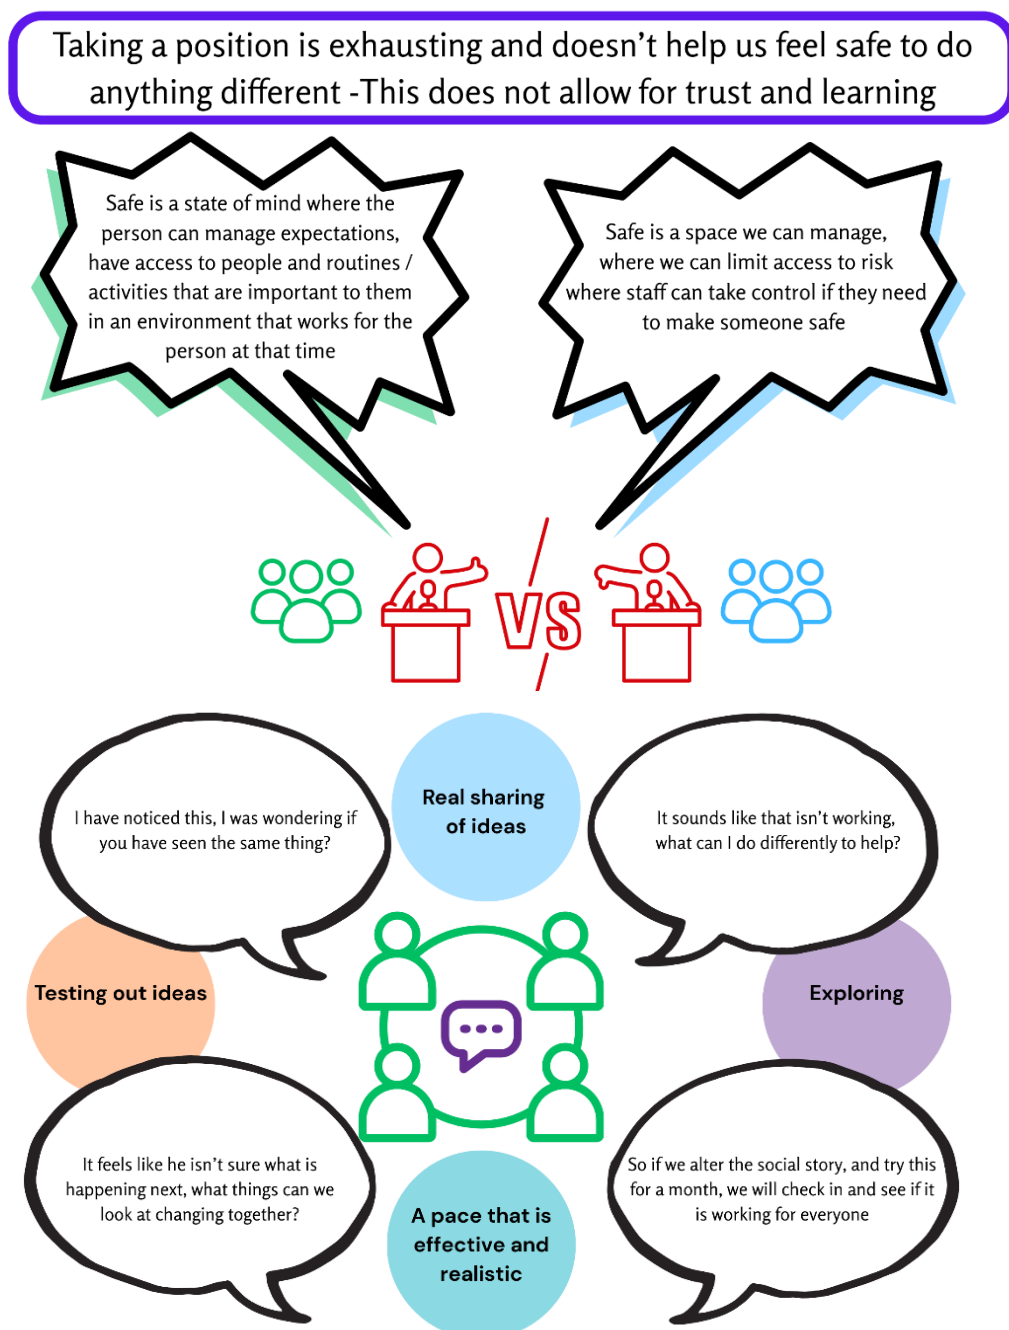 Taking a position is exhausting and doesn’t help us feel safe to do
anything different -This does not allow for trust and learning
Safe is a state of mind where the
person can manage expectations,
have access to people and routines /
activities that are important to them
in an environment that works for the
person at that time
Safe is a space we can manage,
where we can limit access to risk
where staff can take control if they need
to make someone safe
VS
I have noticed this, I was wondering if
you have seen the same thing?
Real sharing
of ideas
It sounds like that isn’t working,
what can I do differently to help?
Testing out ideas
Exploring
It feels like he isn’t sure what is
happening next, what things can we
look at changing together?
A pace that is
effective and
realistic
So if we alter the social story, and try this
for a month, we will check in and see if it
is working for everyone